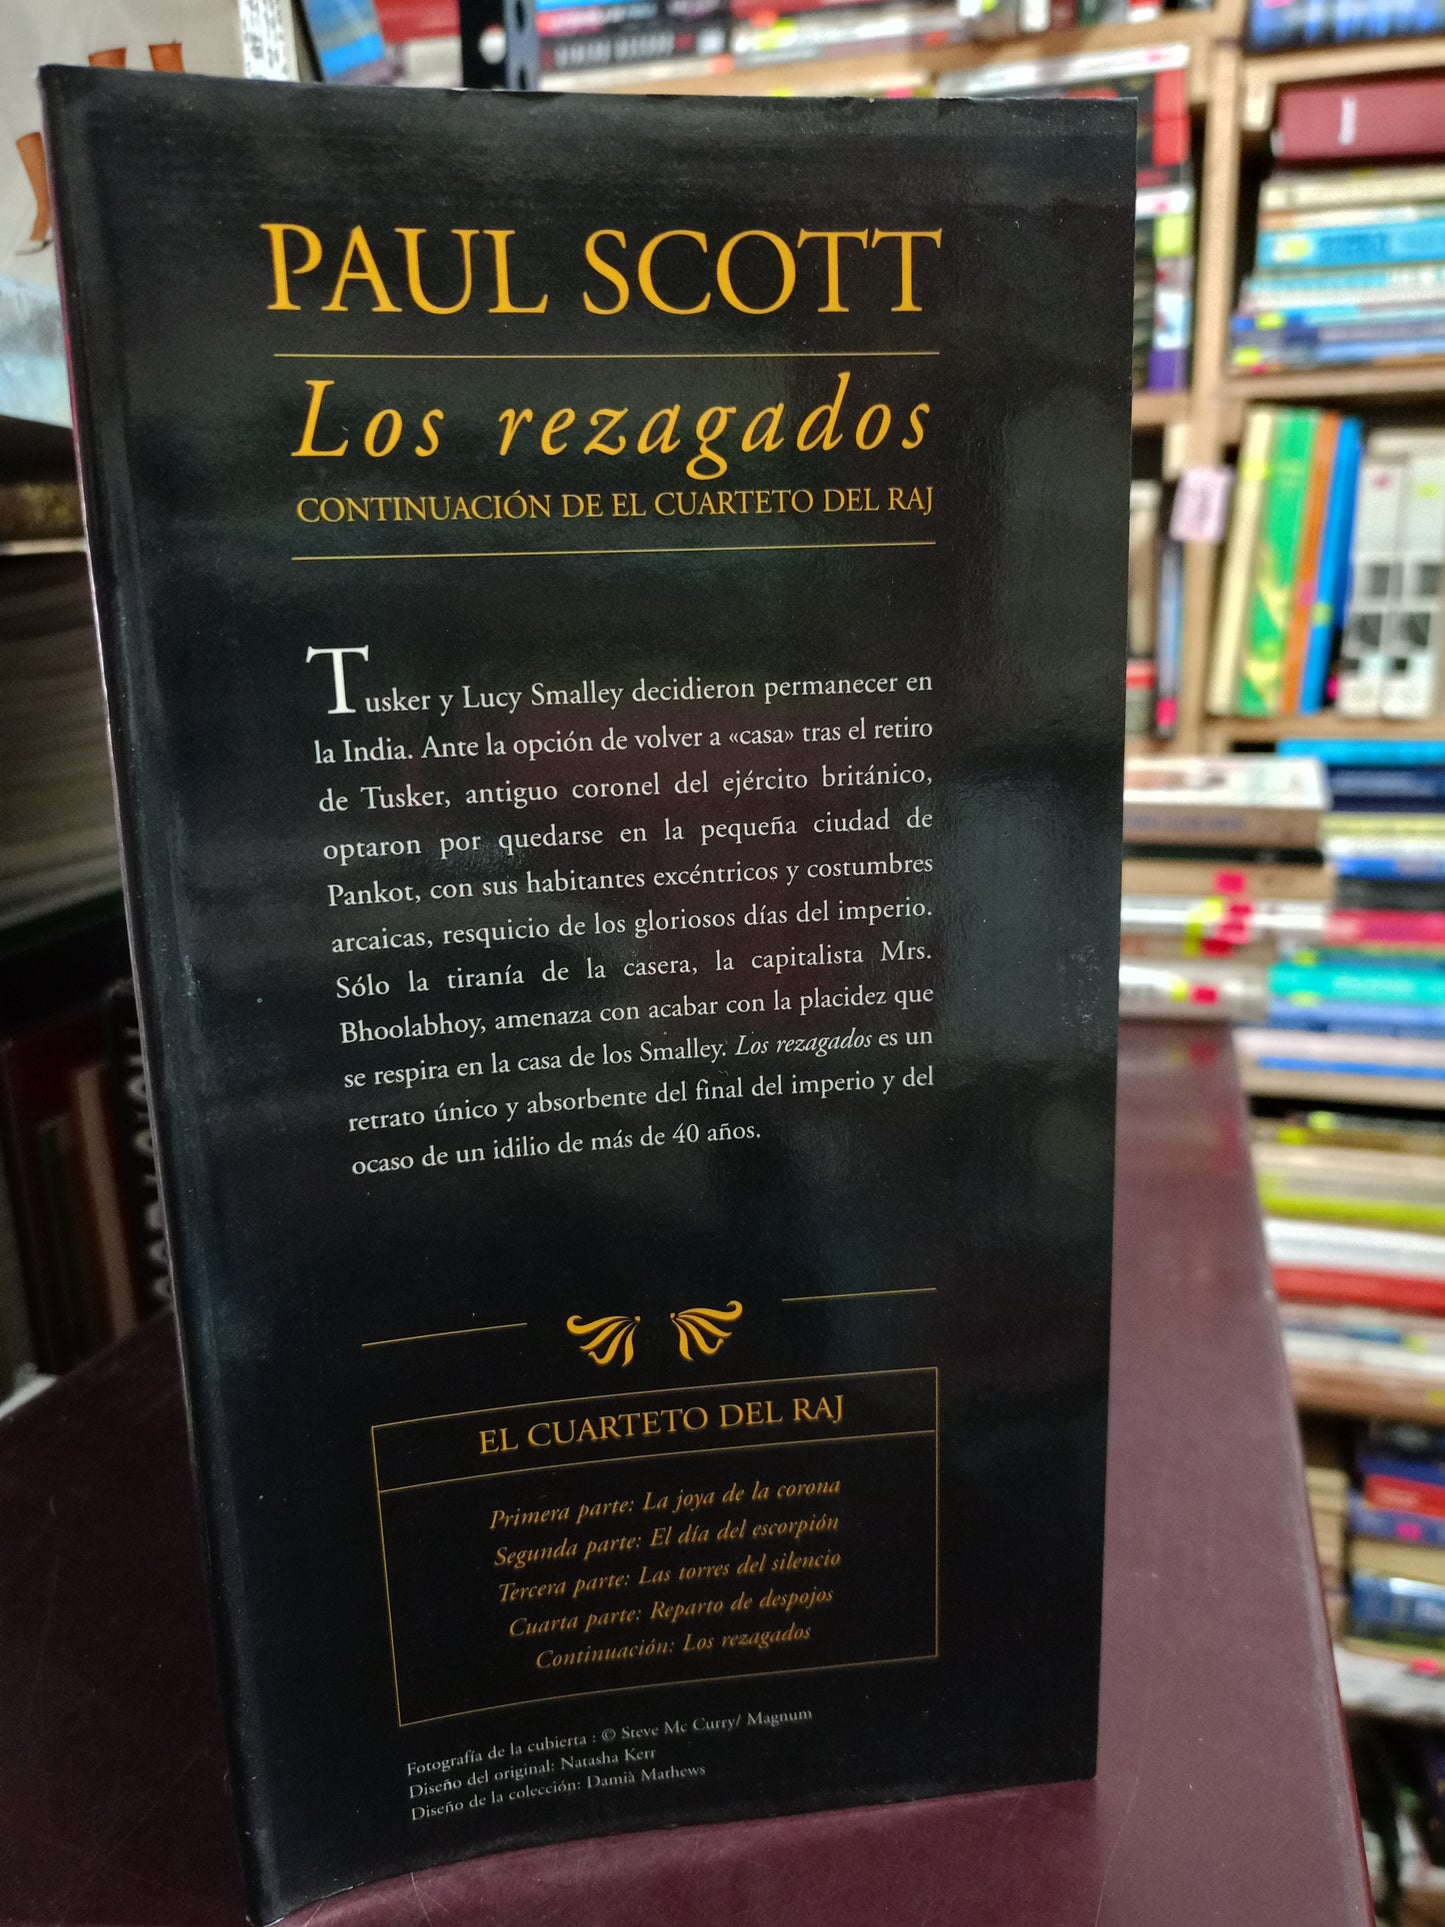 PAUL SCOTT
Los rezagados
CONTINUACIÓN DE EL CUARTETO DEL RAJ
Tusker y Lucy Smalley decidieron permanecer en
la India. Ante la opción de volver a «casa» tras el retiro
de Tusker, antiguo coronel del ejército británico,
optaron por quedarse en la pequeña ciudad de
Pankot, con sus habitantes excéntricos y costumbres
arcaicas, resquicio de los gloriosos días del imperio.
Sólo la tiranía de la casera, la capitalista Mrs.
Bhoolabhoy, amenaza con acabar con la placidez que
se respira en la casa de los Smalley. Los rezagados es un
retrato único y absorbente del final del imperio y del
ocaso de un idilio de más de 40 años.
EL CUARTETO DEL RAJ
Primera parte: La joya de la corona
Segunda parte: El día del escorpión
Tercera parte: Las torres del silencio
Cuarta parte: Reparto de despojos
Continuación: Los rezagados
Fotografía de la cubierta : © Steve Mc Curry/ Magnum
Diseño del original: Natasha Kerr
Diseño de la colección: Damià Mathews